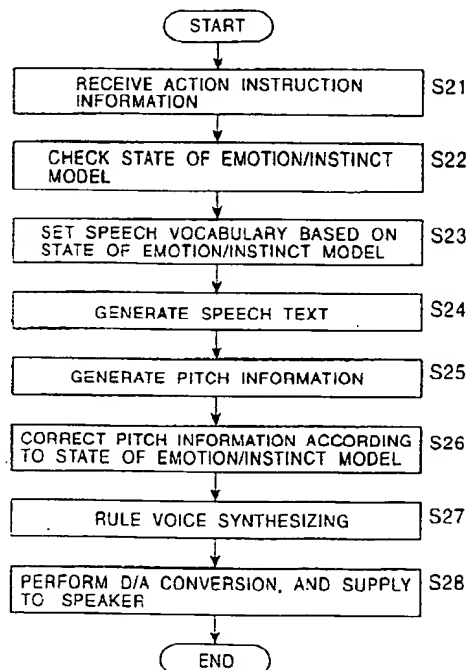 START
RECEIVE ACTION INSTRUCTION
INFORMATION
S21
CHECK STATE OF EMOTION/INSTINCT
MODEL
S22
SET SPEECH VOCABULARY BASED ON
STATE OF EMOTION/INSTINCT MODEL
S23
GENERATE SPEECH TEXT
S24
GENERATE PITCH INFORMATION
S25
CORRECT PITCH INFORMATION ACCORDING
TO STATE OF EMOTION/INSTINCT MODEL
S26
RULE VOICE SYNTHESIZING
S27
PERFORM D/A CONVERSION, AND SUPPLY
TO SPEAKER
S28
END